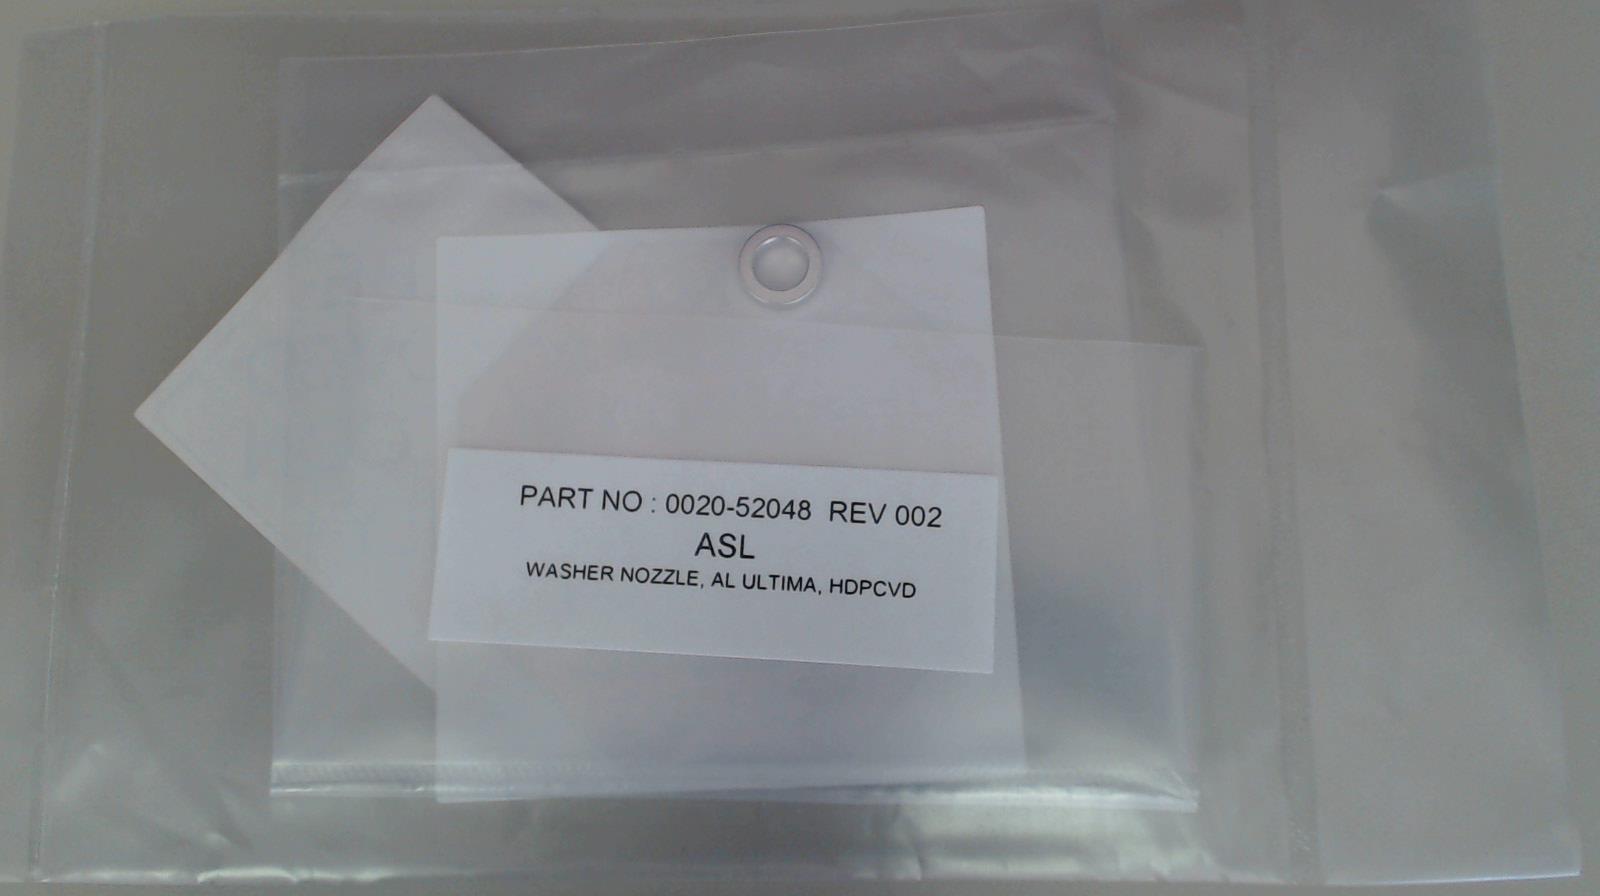 PART NO : 0020-52048 REV 002
ASL
WASHER NOZZLE, AL ULTIMA, HDPCVD